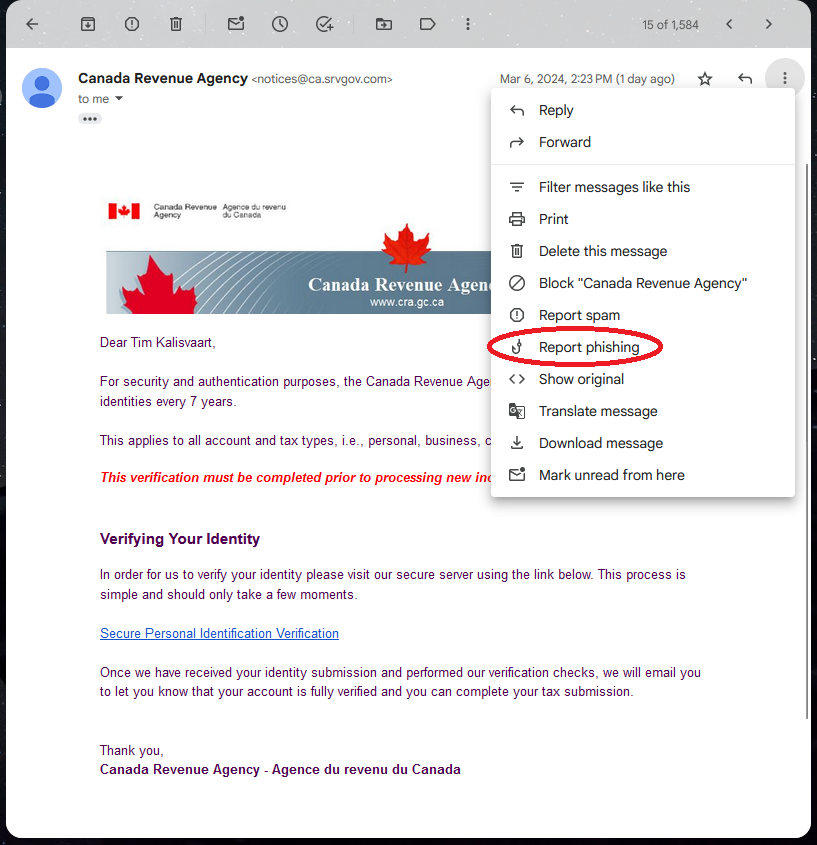 15 of 1,584
Canada Revenue Agency <notices@ca.srvgov.com>
Mar 6, 2024, 2:23 PM (1 day ago)
to me
Reply
Forward
Filter messages like this
Print
Delete this message
Block "Canada Revenue Agency"
Report spam
Report phishing
Show original
Translate message
Download message
Mark unread from here
Canada Revenue Agence du revenu
Agency du Canada
Canada Revenue Agen
www.cra.gc.ca
Dear Tim Kalisvaart,
For security and authentication purposes, the Canada Revenue Age
identities every 7 years.
This applies to all account and tax types, i.e., personal, business, c
This verification must be completed prior to processing new inc
Verifying Your Identity
In order for us to verify your identity please visit our secure server using the link below. This process is
simple and should only take a few moments.
Secure Personal Identification Verification
Once we have received your identity submission and performed our verification checks, we will email you
to let you know that your account is fully verified and you can complete your tax submission.
Thank you,
Canada Revenue Agency - Agence du revenu du Canada